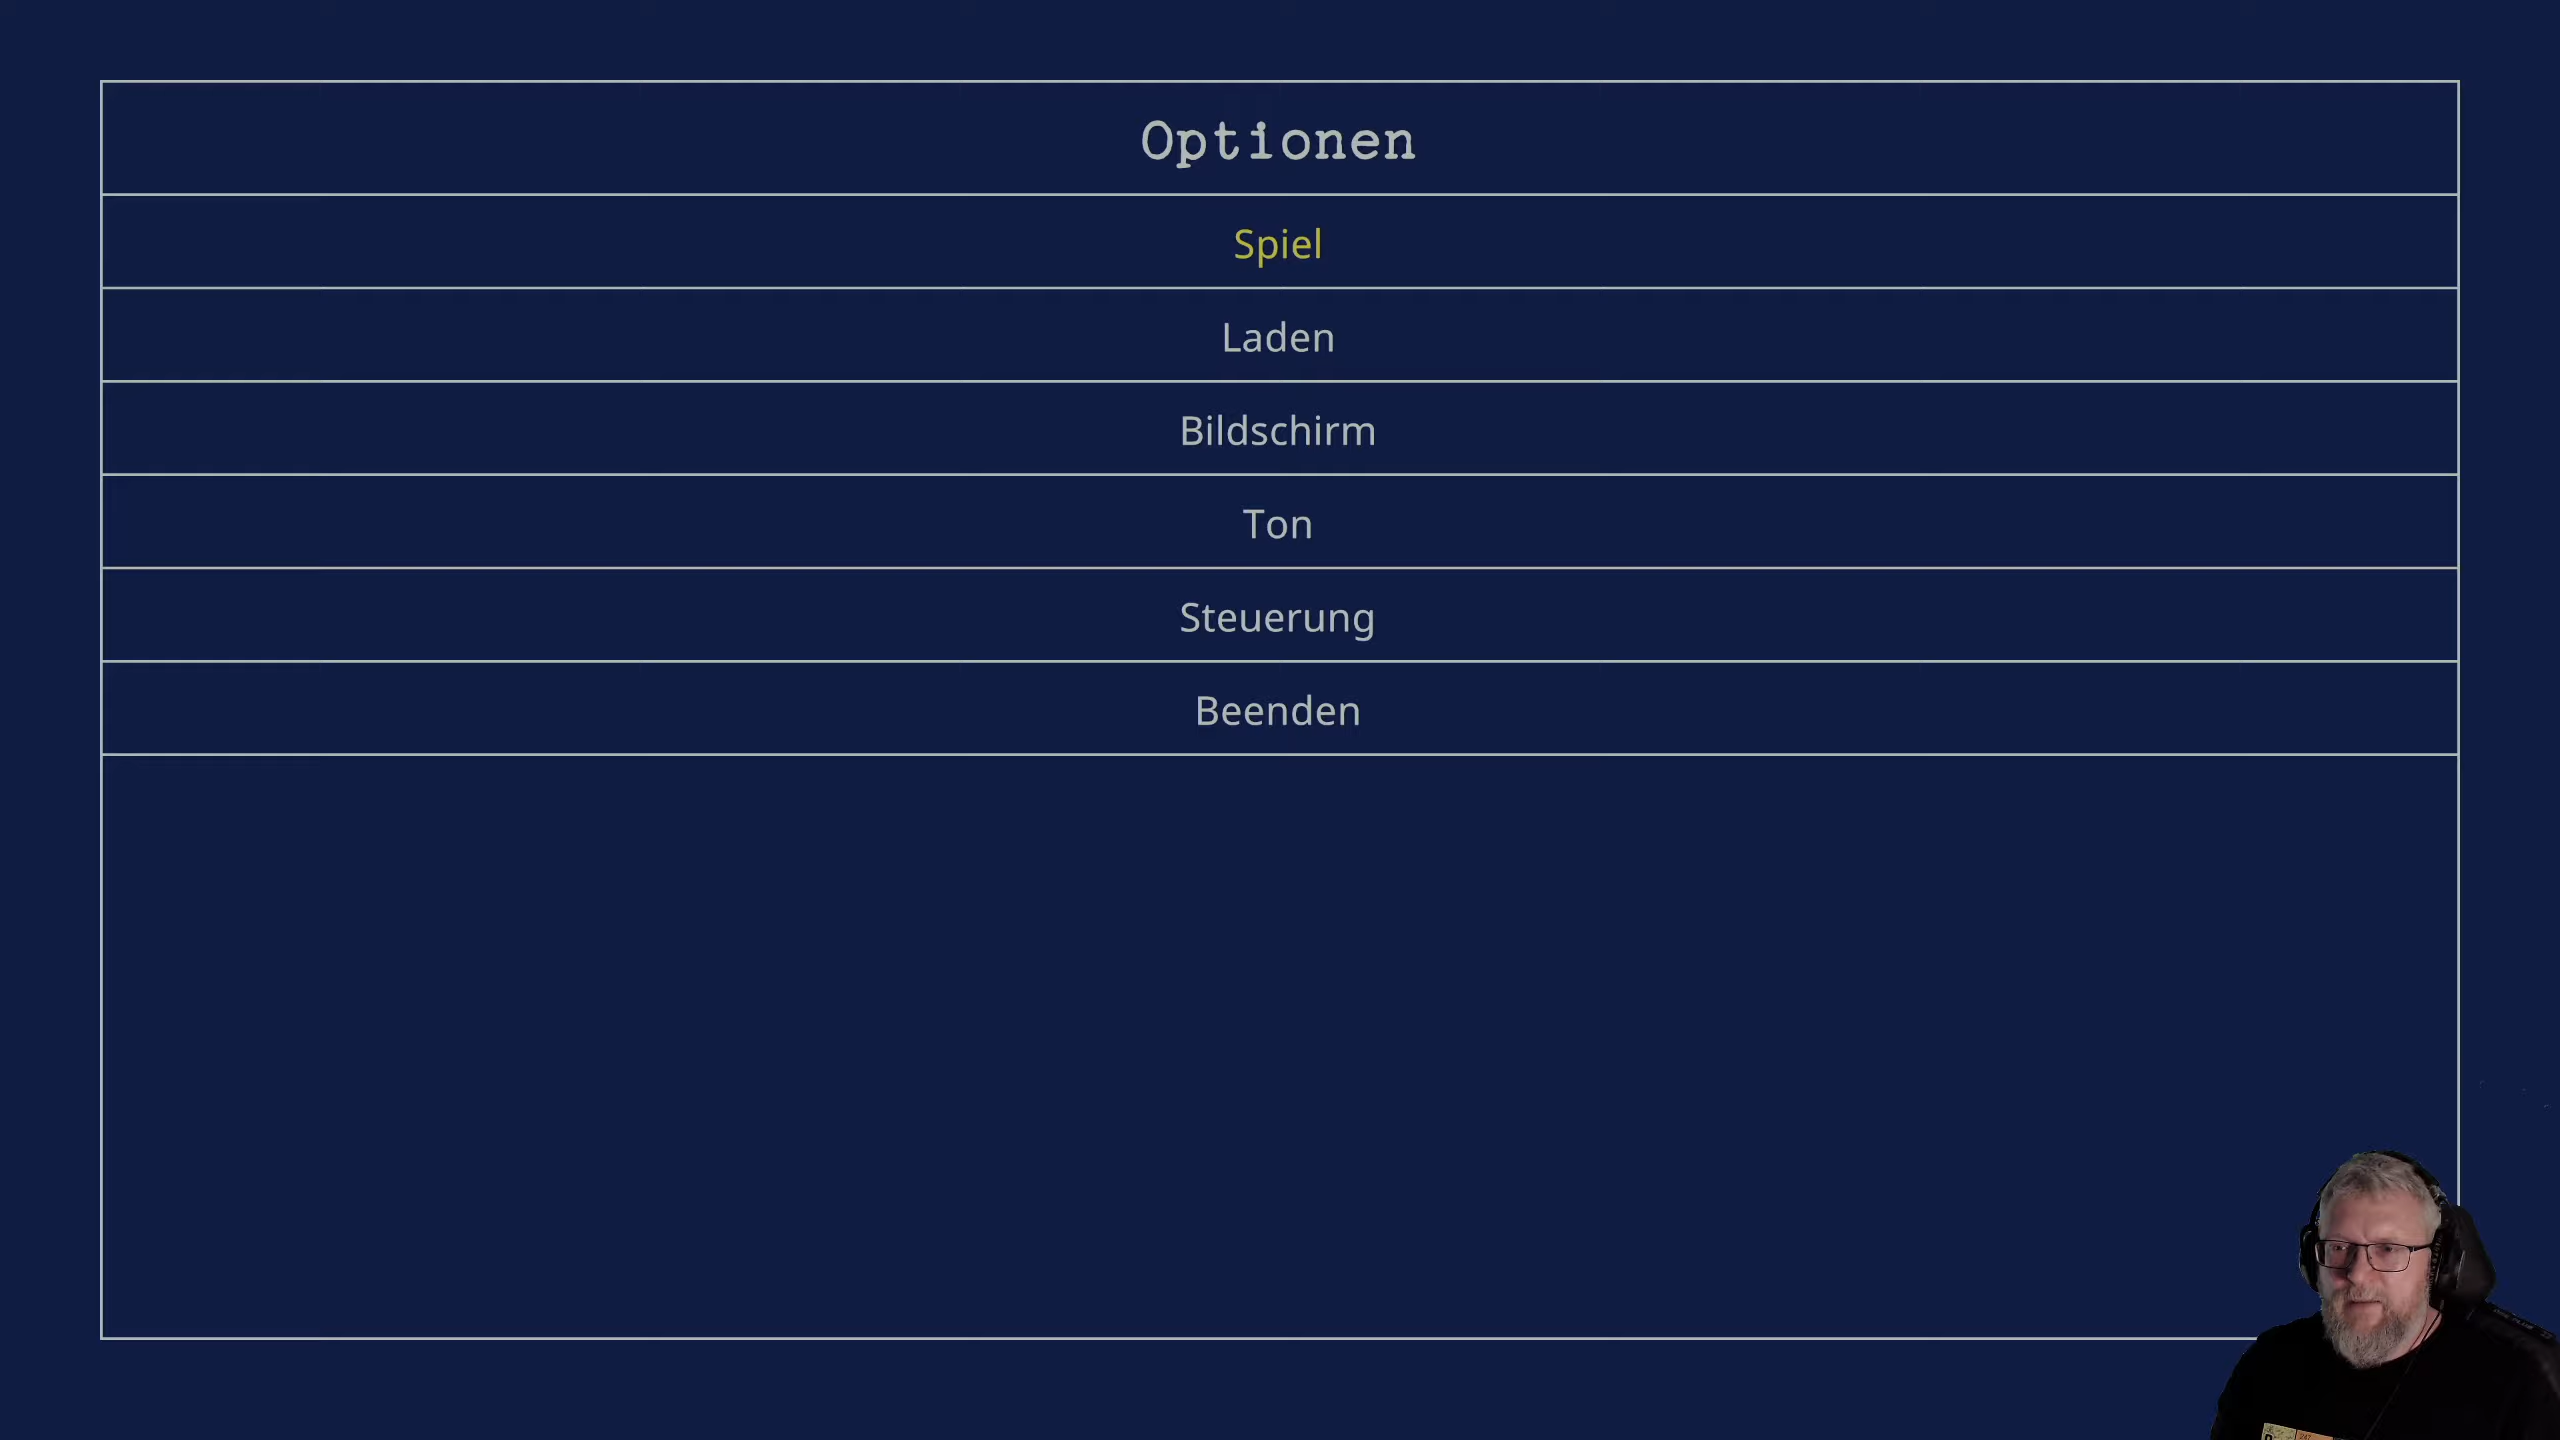 Optionen
Spiel
Laden
Bildschirm
Ton
Steuerung
Beenden